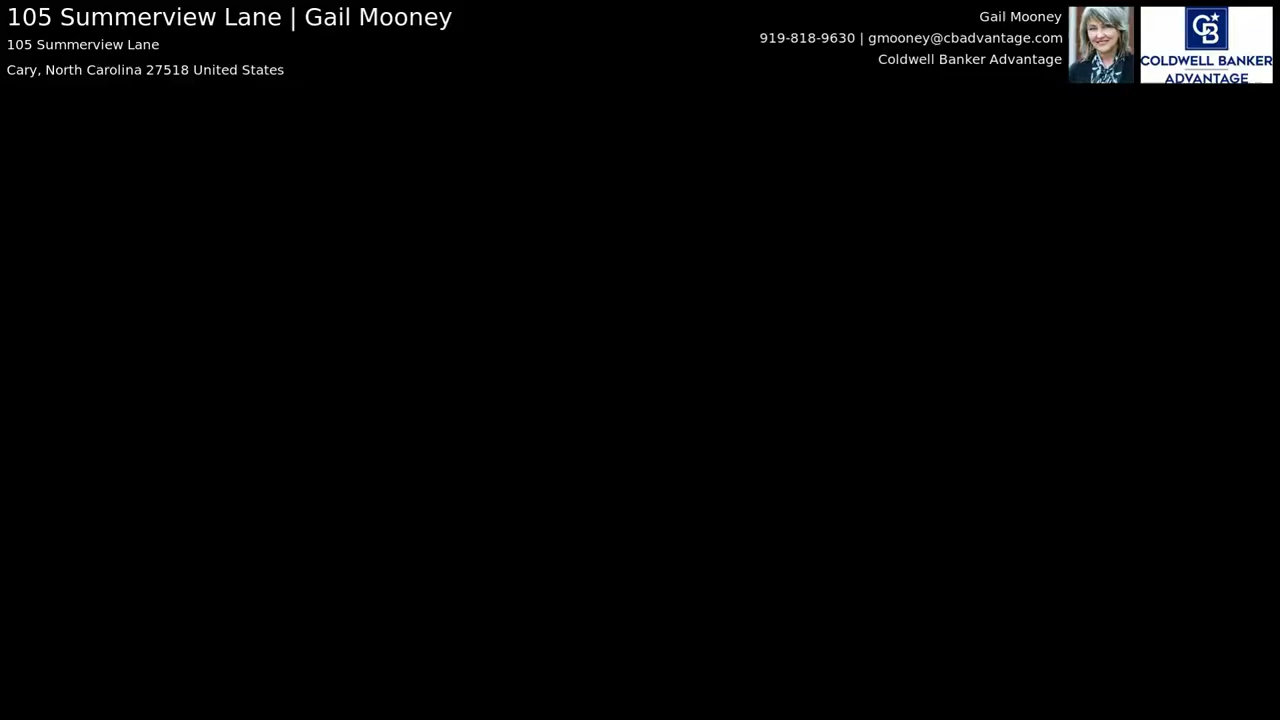 105 Summerview Lane | Gail Mooney
105 Summerview Lane
Cary, North Carolina 27518 United States
Gail Mooney
919-818-9630 | gmooney@cbadvantage.com
Coldwell Banker Advantage
CB
COLDWELL BANKER
ADVANTAGE